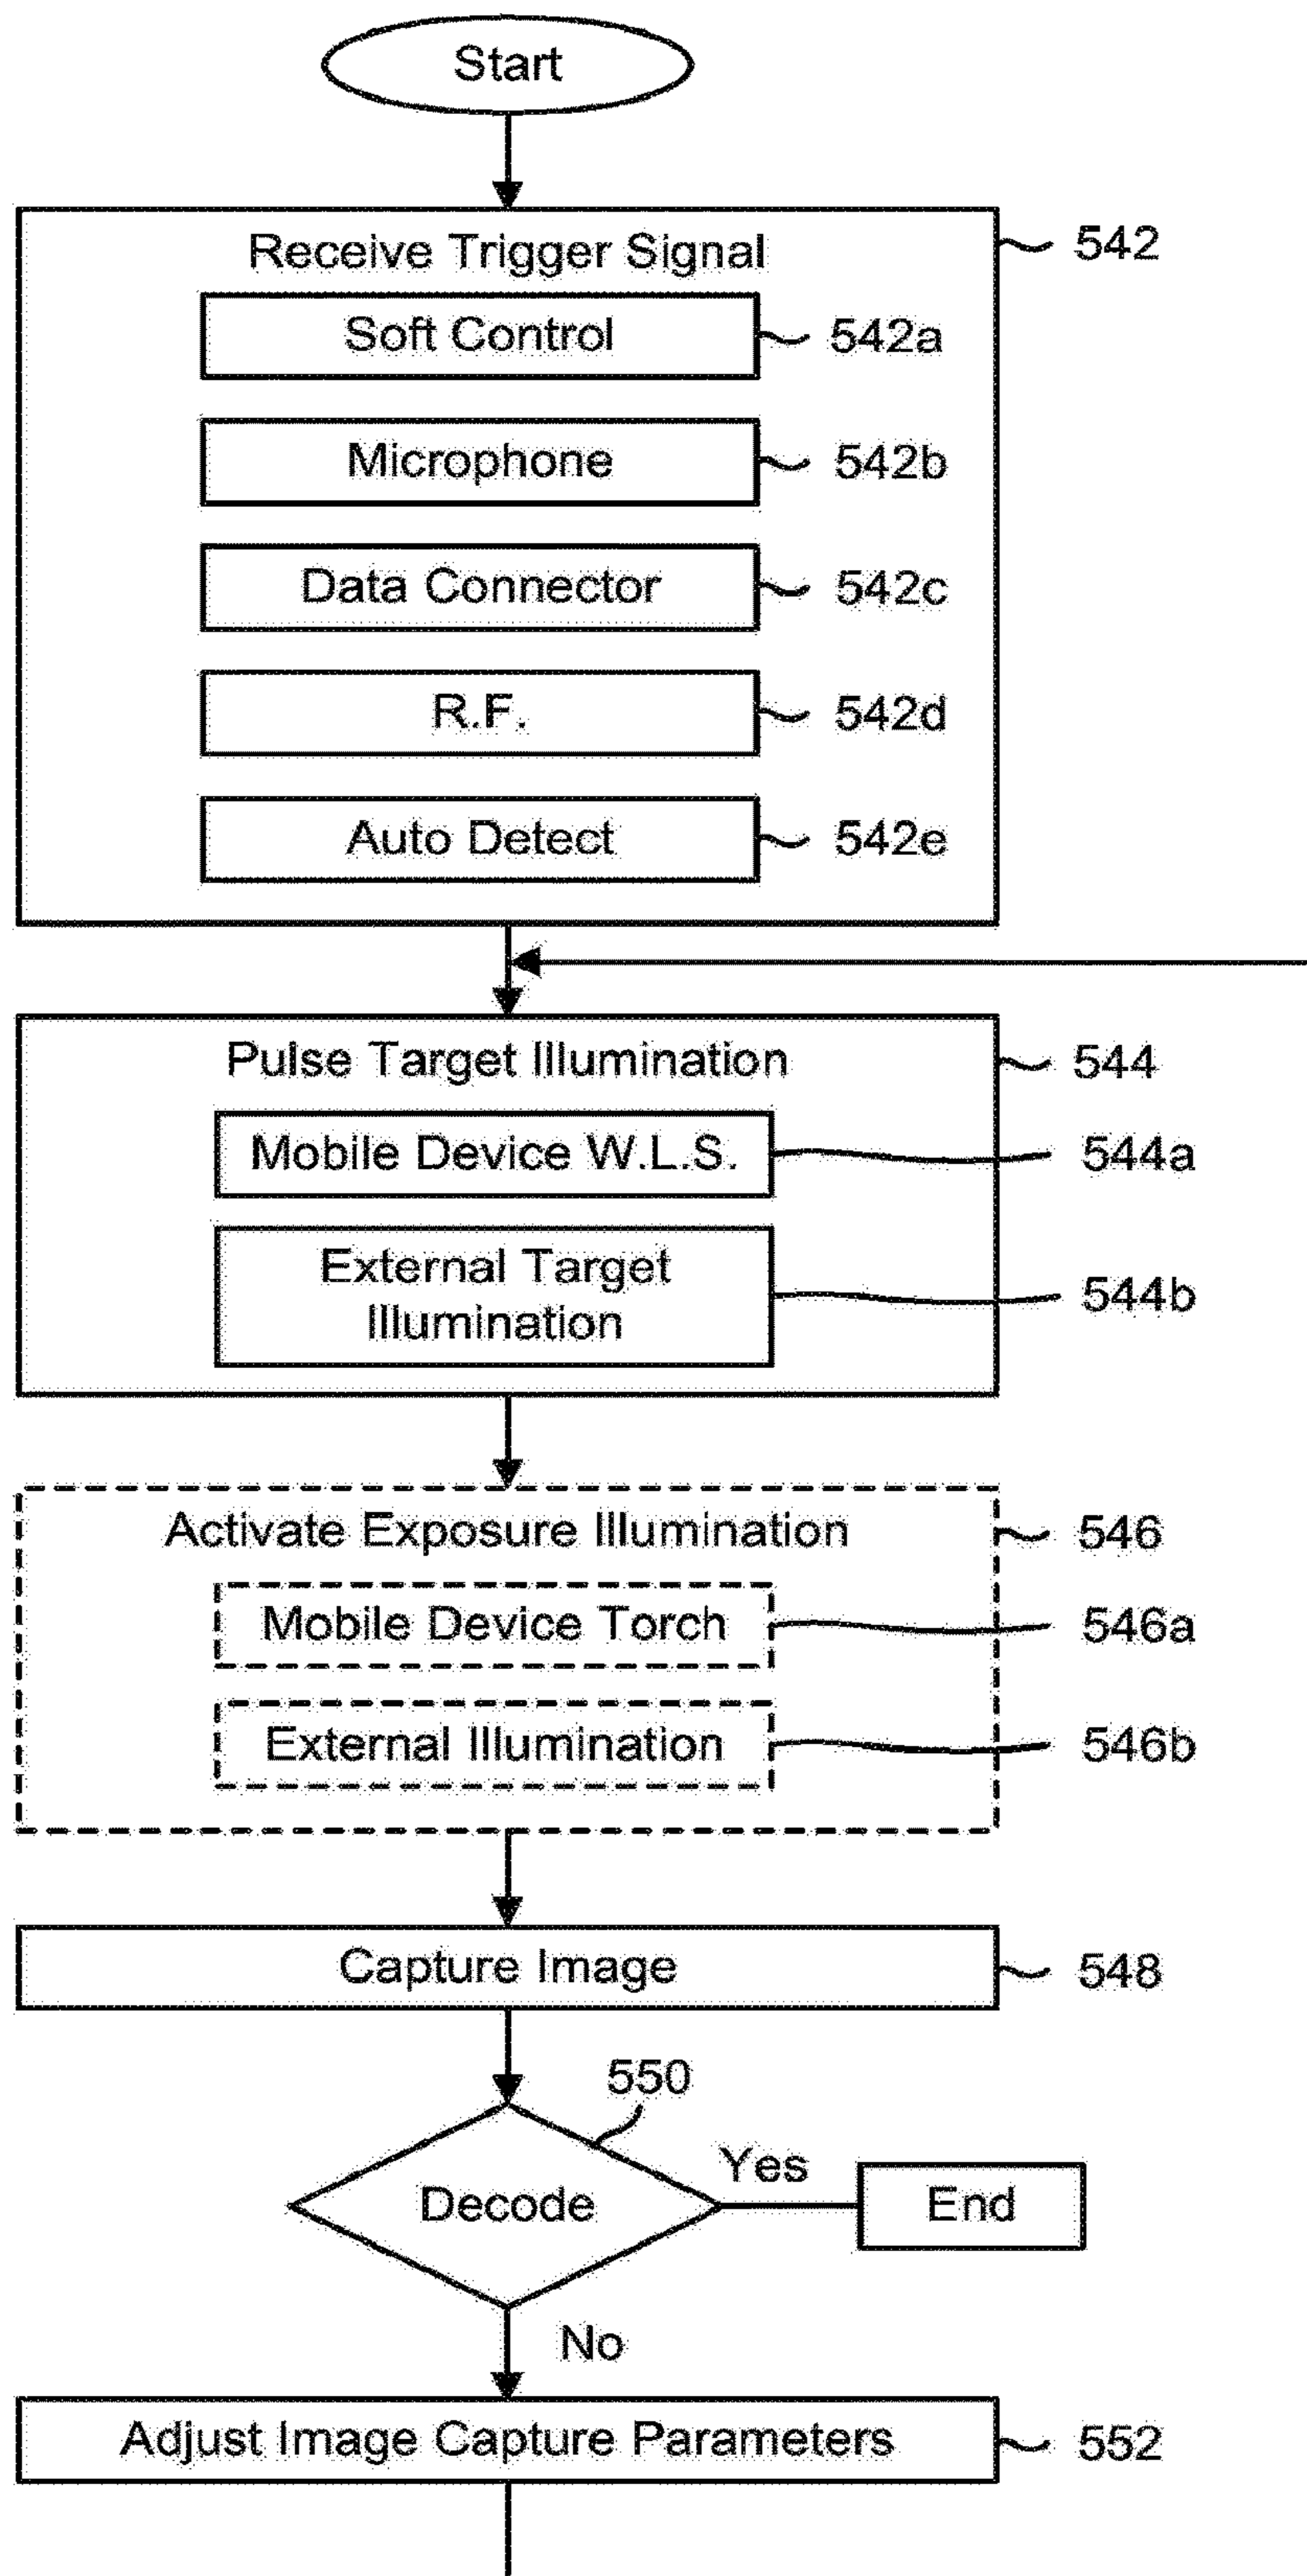 Start
Receive Trigger Signal
542
Soft Control
542a
Microphone
542b
Data Connector
542c
R.F.
542d
Auto Detect
542e
Pulse Target Illumination
544
Mobile Device W.L.S.
544a
External Target
Illumination
544b
Activate Exposure Illumination
546
Mobile Device Torch
546a
External Illumination
546b
Capture Image
548
550
Decode
Yes
End
No
Adjust Image Capture Parameters
552